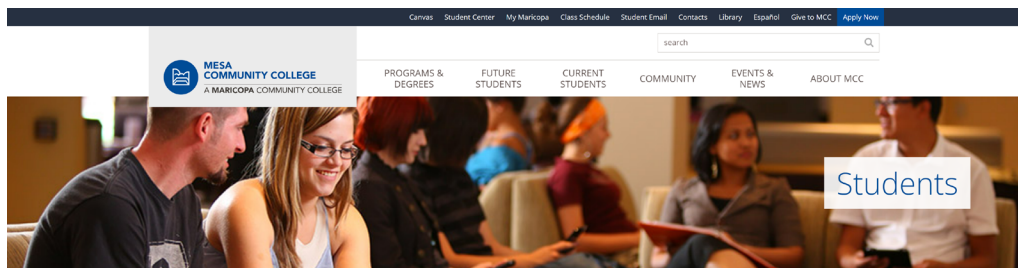 Canvas Student Center My Maricopa Class Schedule Student Email Contacts Library Español Give to MCC Apply Now
search
MESA
COMMUNITY COLLEGE
A MARICOPA COMMUNITY COLLEGE
PROGRAMS &
DEGREES
FUTURE
STUDENTS
CURRENT
STUDENTS
COMMUNITY
EVENTS &
NEWS
ABOUT MCC
Students